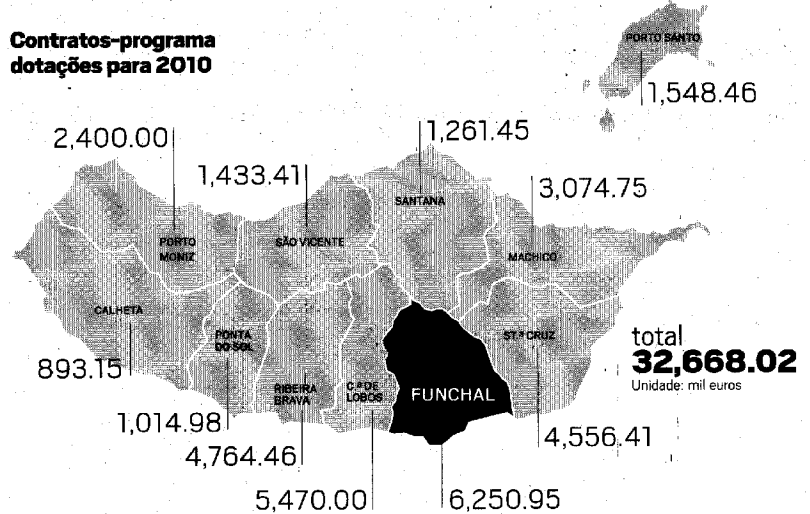 Contratos-programa
dotações para 2010
PORTO SANTO
1,548.46
2,400.00
1,433.41
1,261.45
3,074.75
SANTANA
PORTO
MONIZ
SÃO VICENTE
MACHICO
CALHETA
PONTA
DO SOL
ST.ª CRUZ
RIBEIRA
BRAVA
C.ª DE
LOBOS
FUNCHAL
total
32,668.02
Unidade: mil euros
893.15
1,014.98
4,764.46
4,556.41
5,470.00
6,250.95